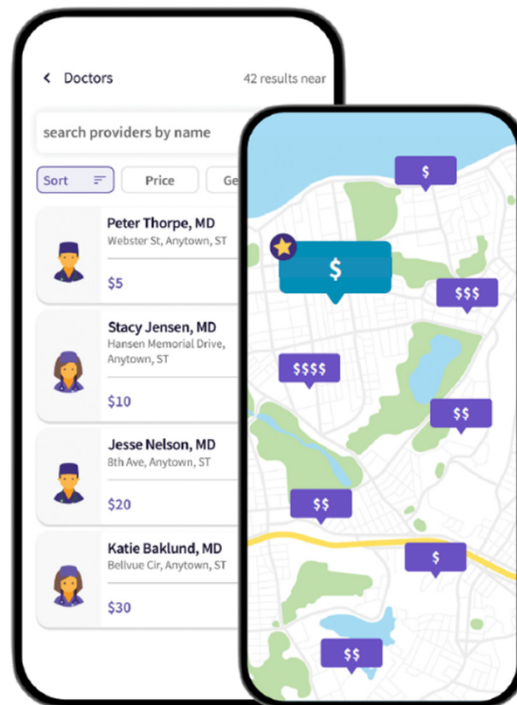 Doctors
42 results near
search providers by name
Sort
Price
Peter Thorpe, MD
Webster St, Anytown, ST
$5
Stacy Jensen, MD
Hansen Memorial Drive,
Anytown, ST
$10
Jesse Nelson, MD
8th Ave, Anytown, ST
$20
Katie Baklund, MD
Bellvue Cir, Anytown, ST
$30
$
$
$$$
$$$$
$$
$$
$
$$